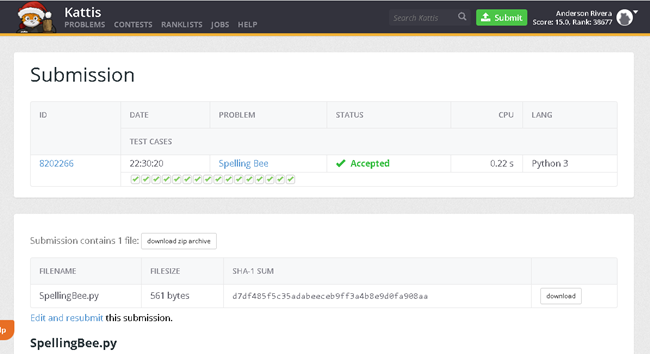 Kattis
PROBLEMS CONTESTS RANKLISTS JOBS HELP
Search Kattis
Submit
Anderson Rivera
Score: 15.0, Rank: 38677
Submission
ID DATE PROBLEM STATUS CPU LANG
TEST CASES
8202266 22:30:20 Spelling Bee Accepted 0.22 s Python 3
Submission contains 1 file: download zip archive
FILENAME FILESIZE SHA-1 SUM
SpellingBee.py 561 bytes d7df485f5c35adabeeceb9ff3a4b8e9d0fa908aa download
Edit and resubmit this submission.
lp
SpellingBee.py